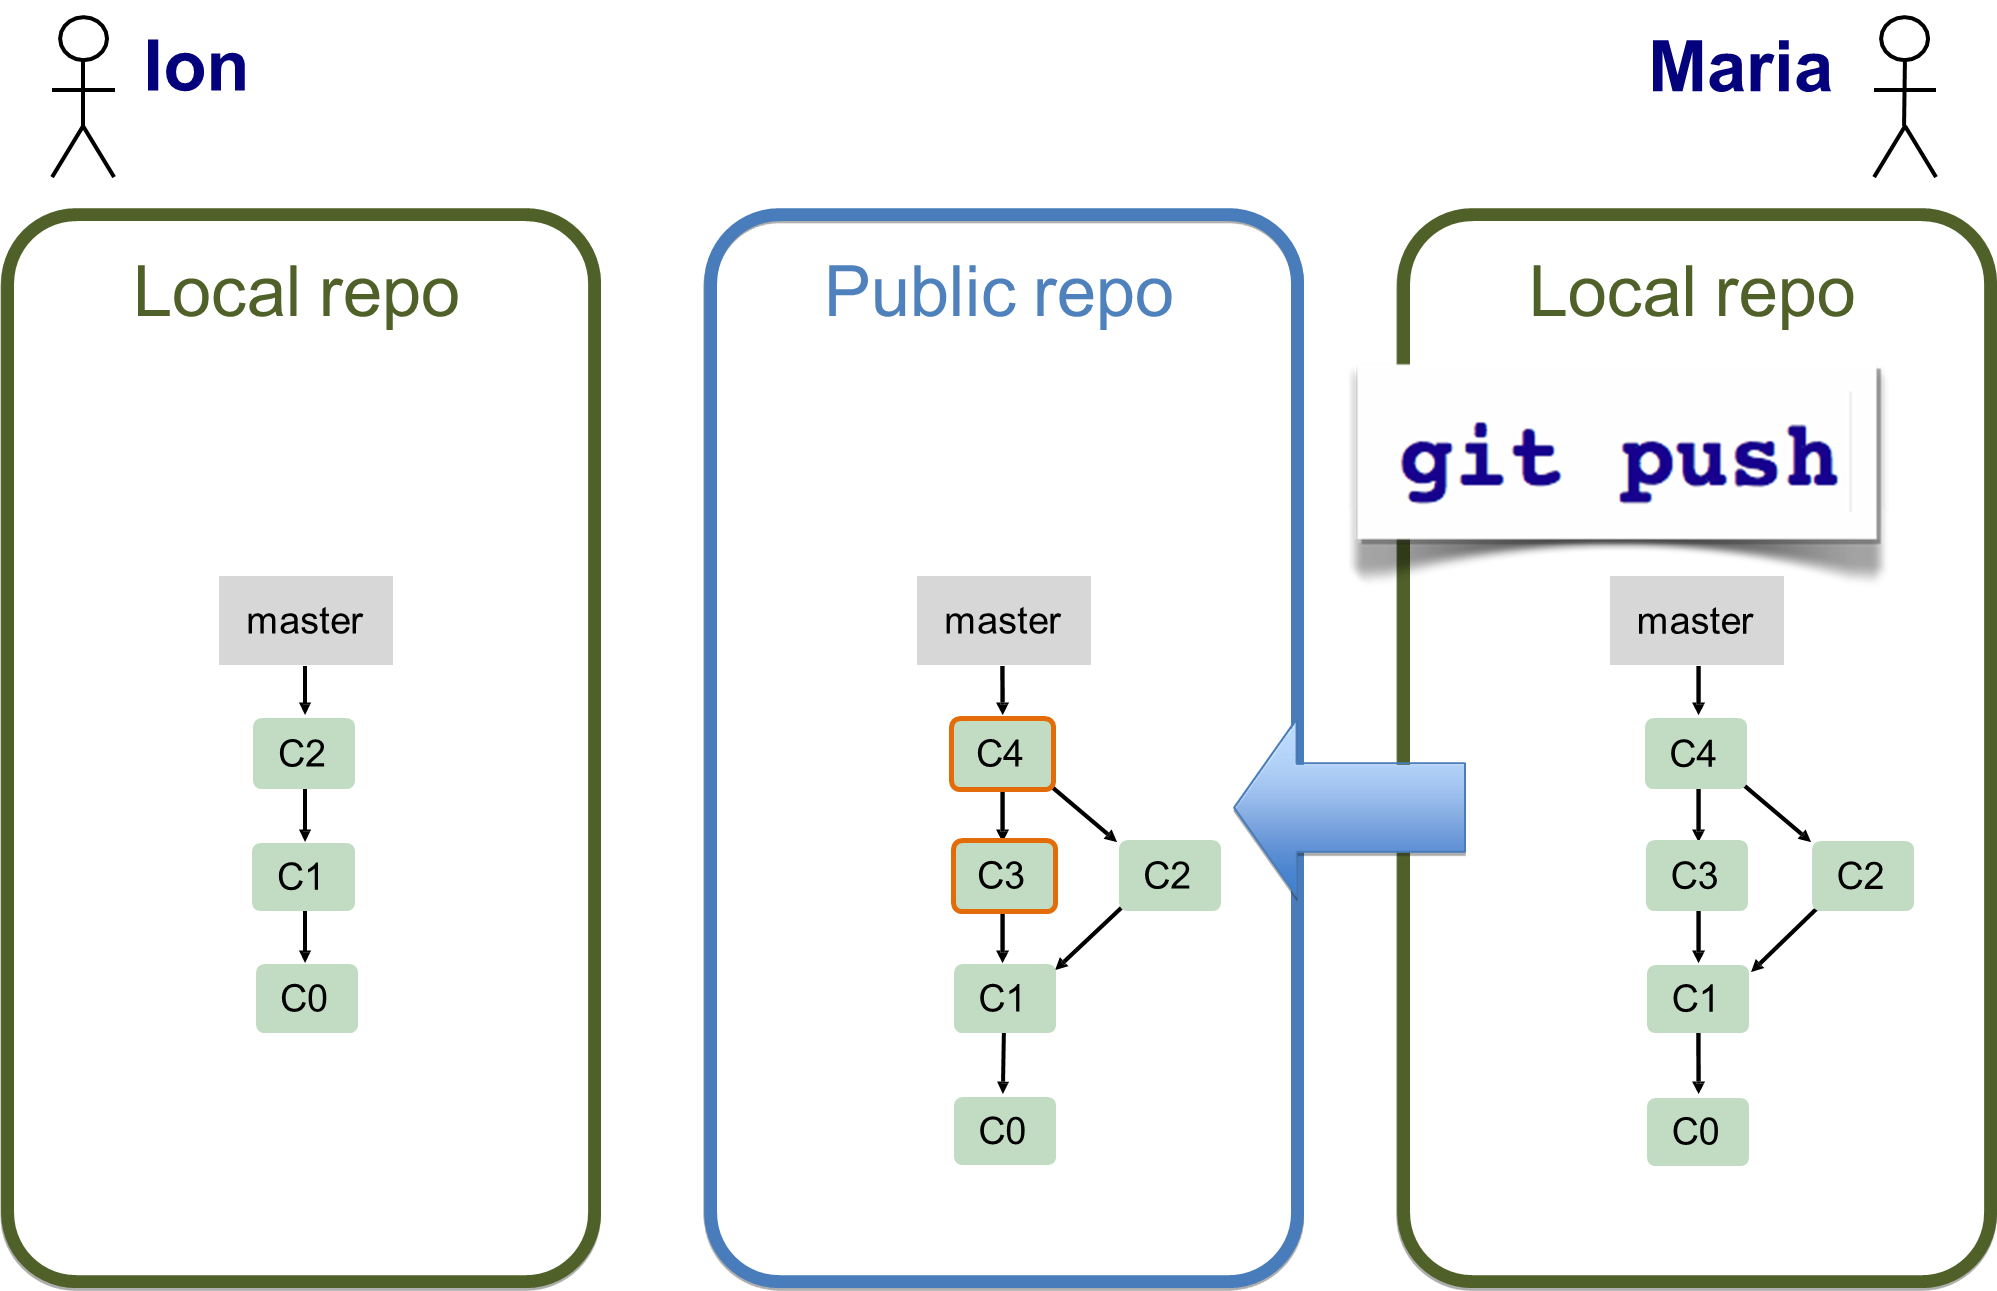 Ion
Maria
Local repo
Public repo
Local repo
git push
master
master
master
C2
C4
C4
C1
C3
C2
C3
C2
C0
C1
C1
C0
C0